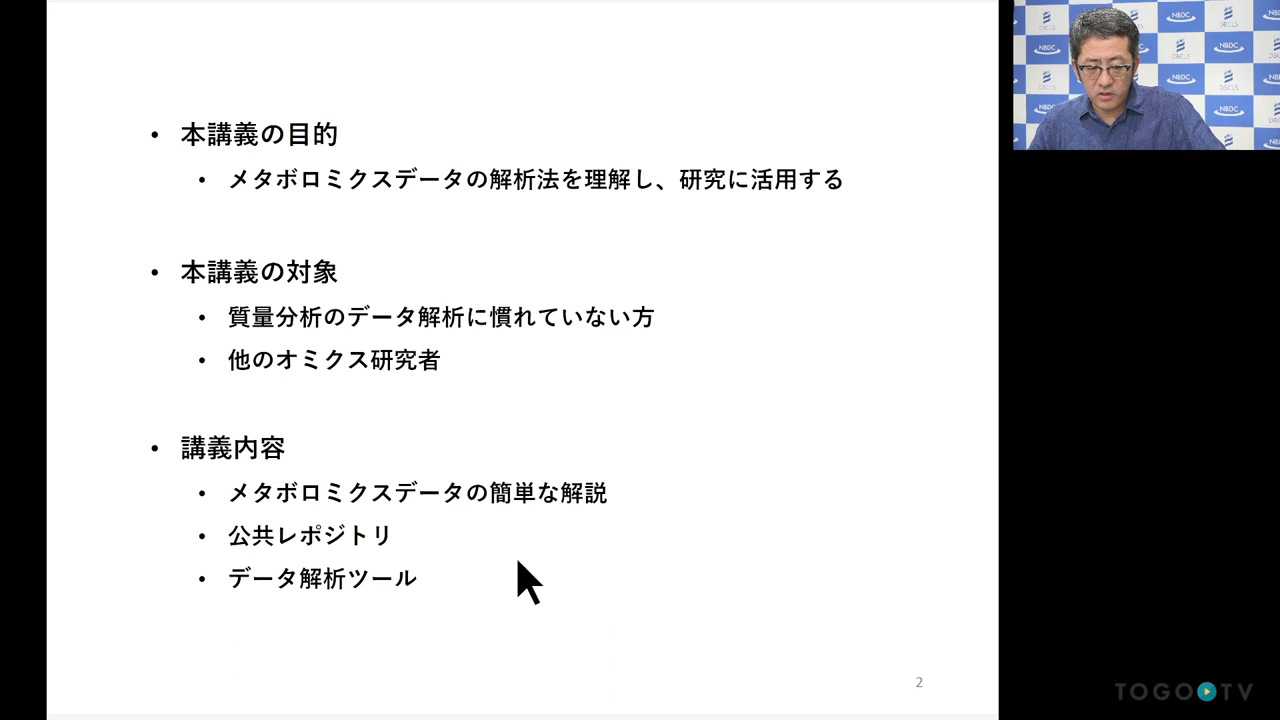 • 本講義の目的
• メタボロミクスデータの解析法を理解し、研究に活用する
• 本講義の対象
• 質量分析のデータ解析に慣れていない方
• 他のオミクス研究者
• 講義内容
• メタボロミクスデータの簡単な解説
• 公共レポジトリ
• データ解析ツール
2
NBDC
DBCLS
TOGO TV